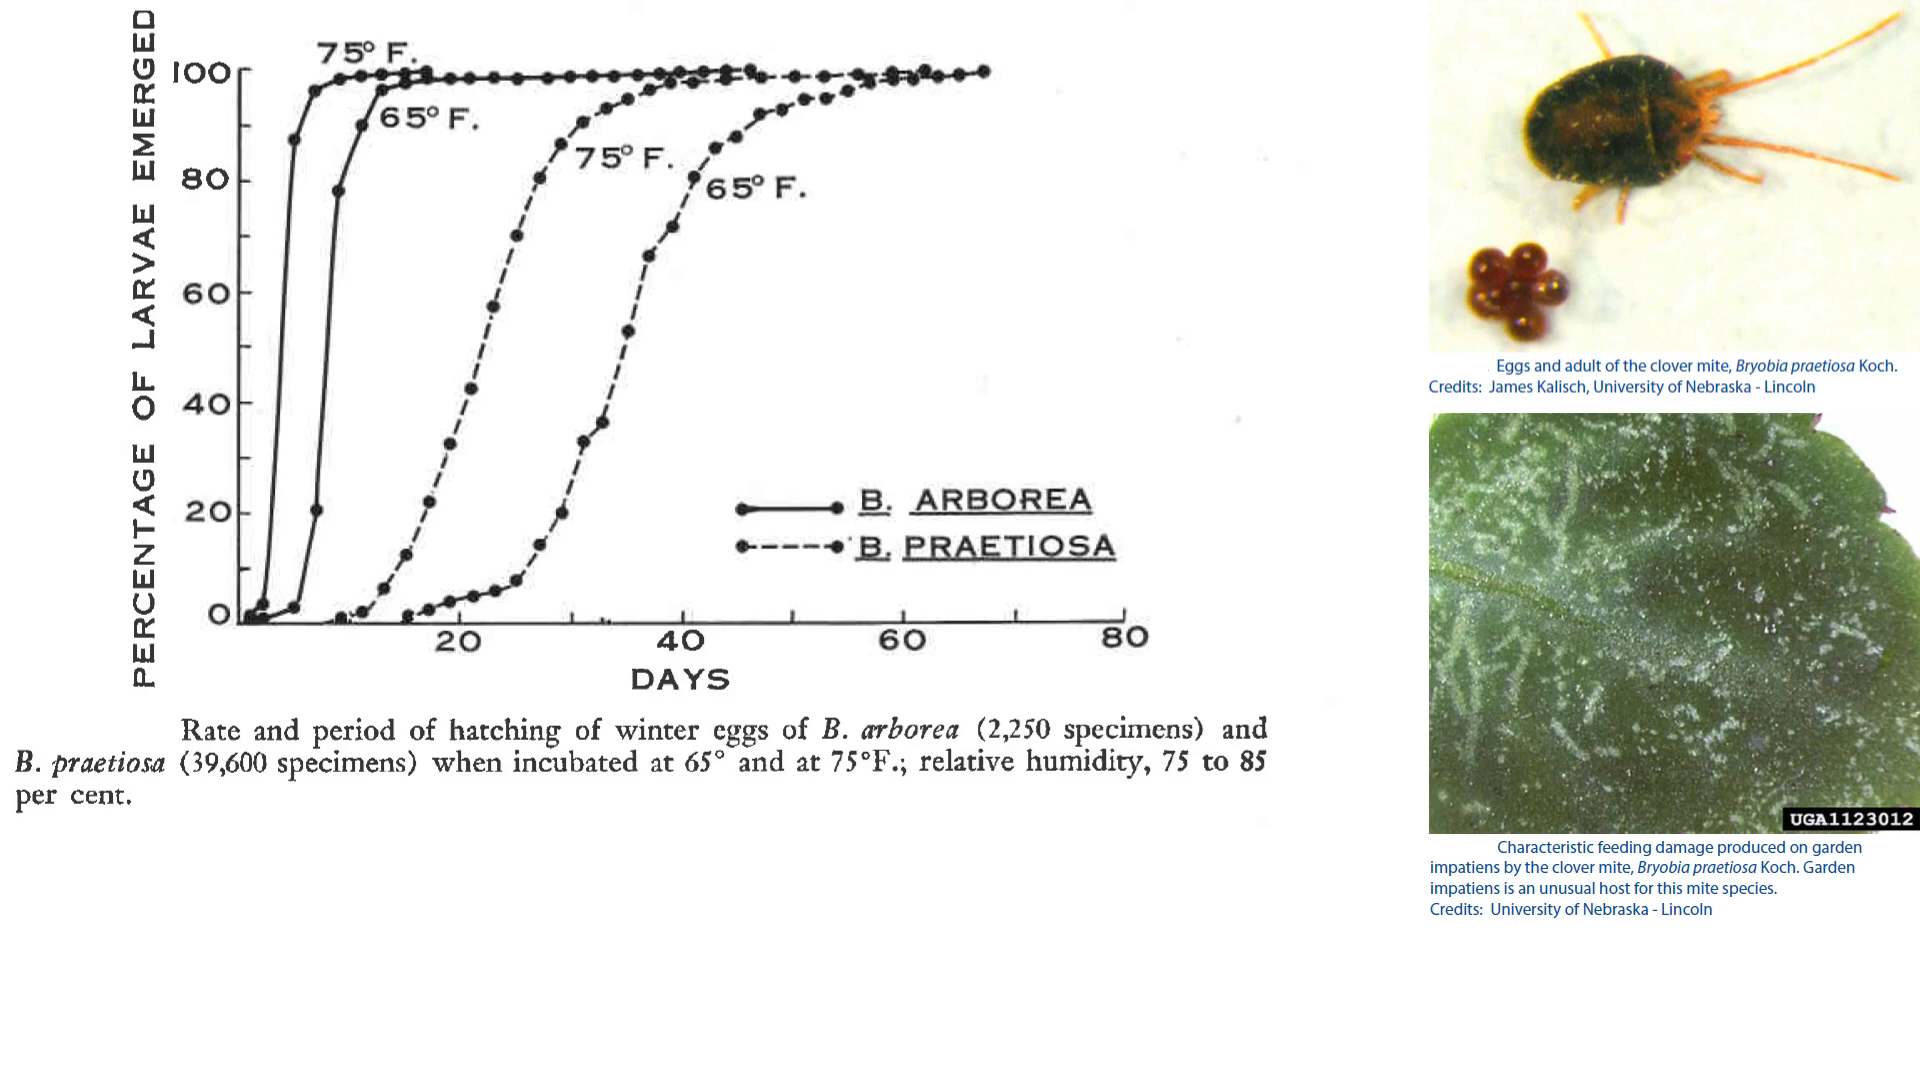 PERCENTAGE OF LARVAE EMERGED
100
80
60
40
20
0
75° F.
65° F.
75° F.
65° F.
B. ARBOREA
B. PRAETIOSA
20 40 60 80
DAYS
Rate and period of hatching of winter eggs of B. arborea (2,250 specimens) and
B. praetiosa (39,600 specimens) when incubated at 65° and at 75°F.; relative humidity, 75 to 85
per cent.
Eggs and adult of the clover mite, Bryobia praetiosa Koch.
Credits: James Kalisch, University of Nebraska - Lincoln
UGA1123012
Characteristic feeding damage produced on garden
impatiens by the clover mite, Bryobia praetiosa Koch. Garden
impatiens is an unusual host for this mite species.
Credits: University of Nebraska - Lincoln